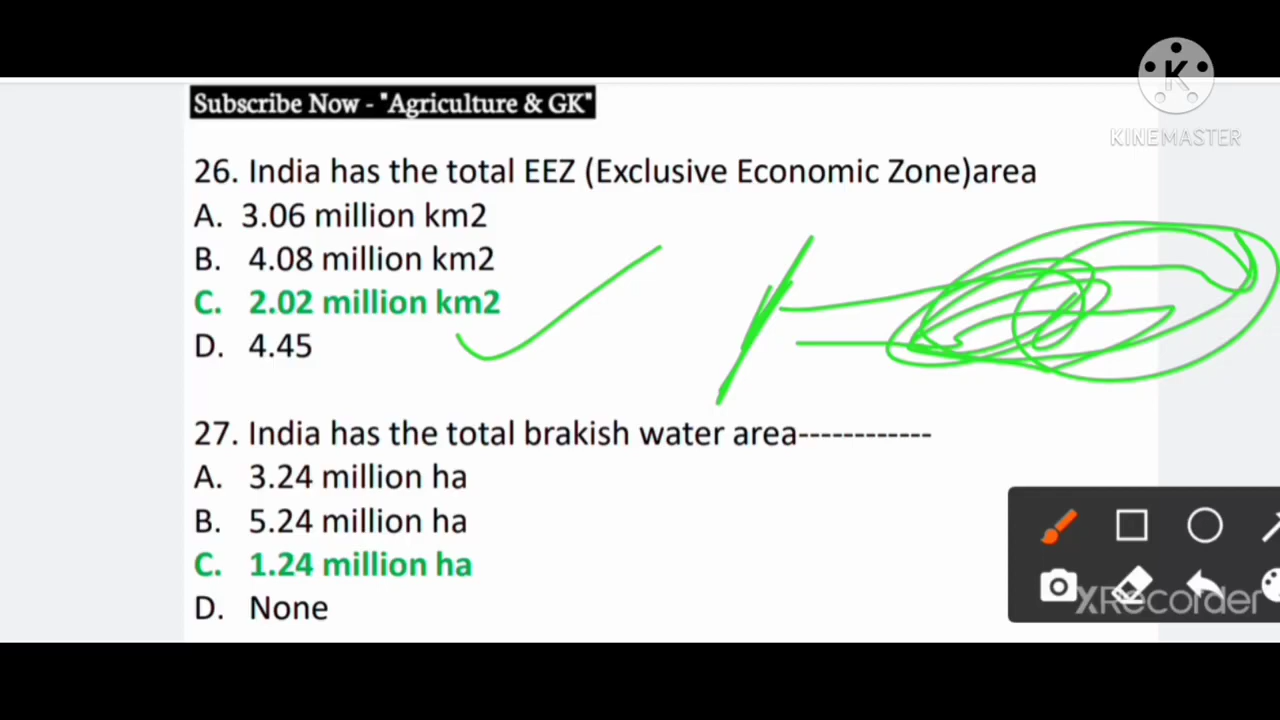 Subscribe Now - "Agriculture & GK"
K
KINEMASTER
26. India has the total EEZ (Exclusive Economic Zone)area
A. 3.06 million km2
B. 4.08 million km2
C. 2.02 million km2
D. 4.45
27. India has the total brakish water area------------
A. 3.24 million ha
B. 5.24 million ha
C. 1.24 million ha
D. None
XRecorder